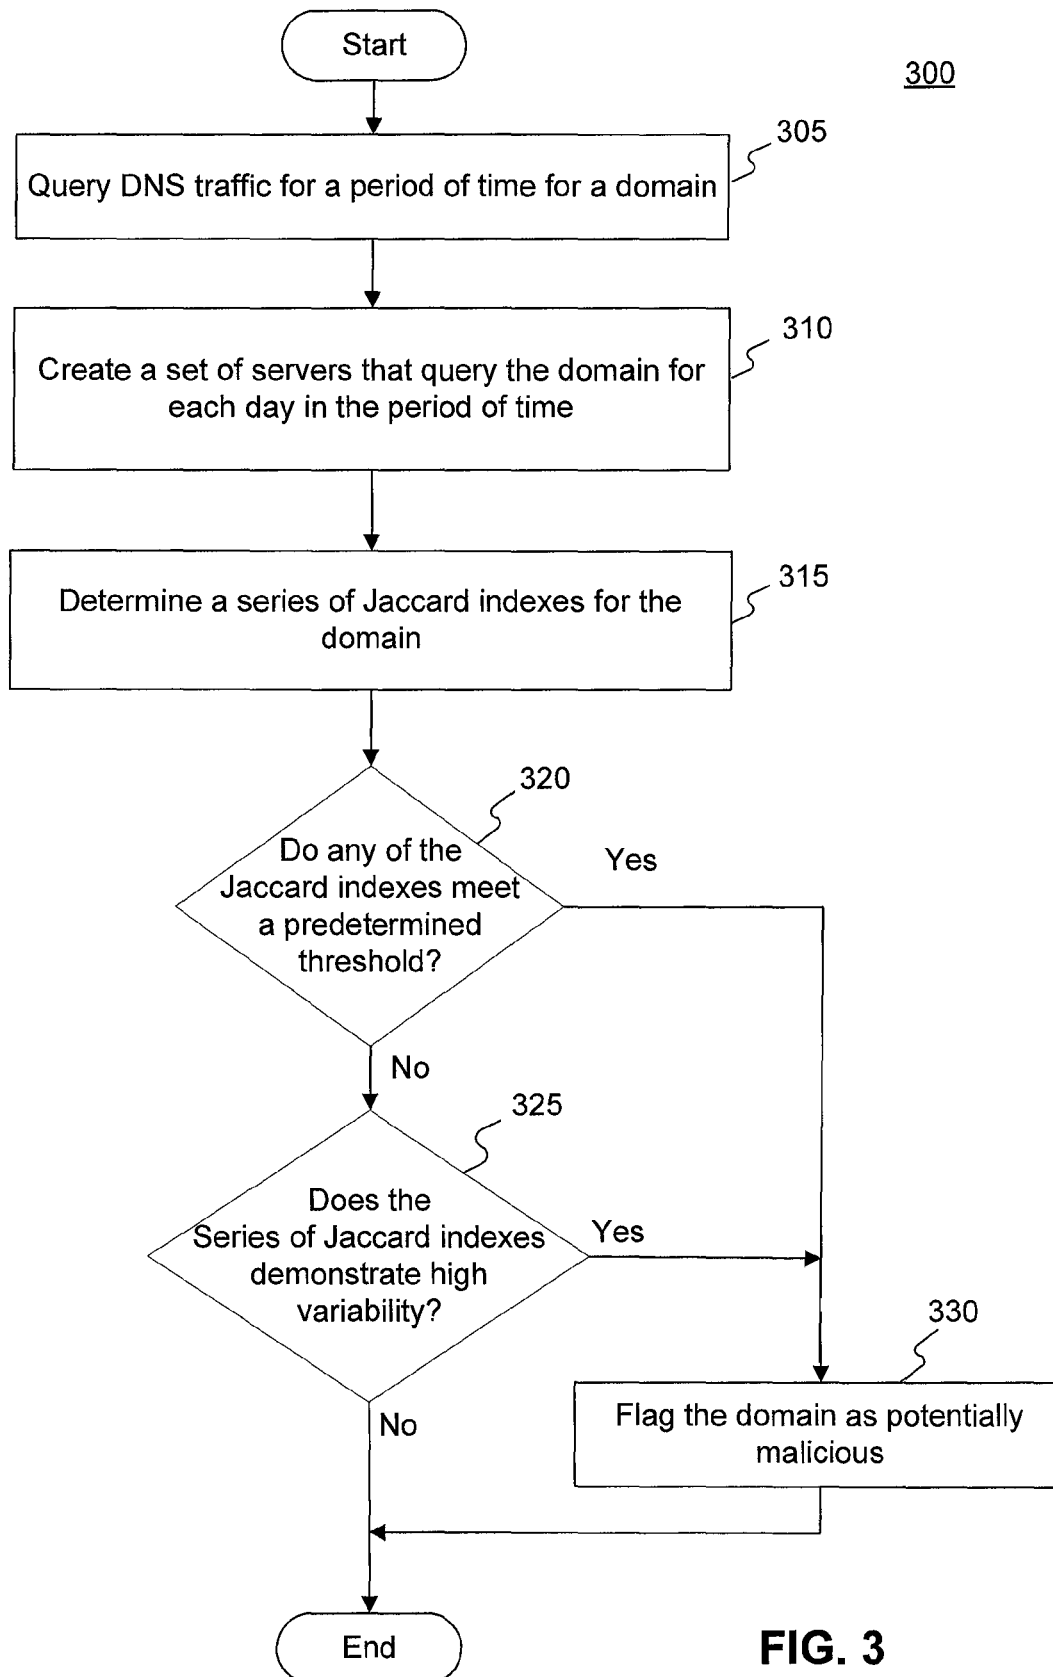 Start
300
305
Query DNS traffic for a period of time for a domain
310
Create a set of servers that query the domain for
each day in the period of time
315
Determine a series of Jaccard indexes for the
domain
320
Do any of the
Jaccard indexes meet
a predetermined
threshold?
Yes
No
325
Does the
Series of Jaccard indexes
demonstrate high
variability?
Yes
No
330
Flag the domain as potentially
malicious
End
FIG. 3